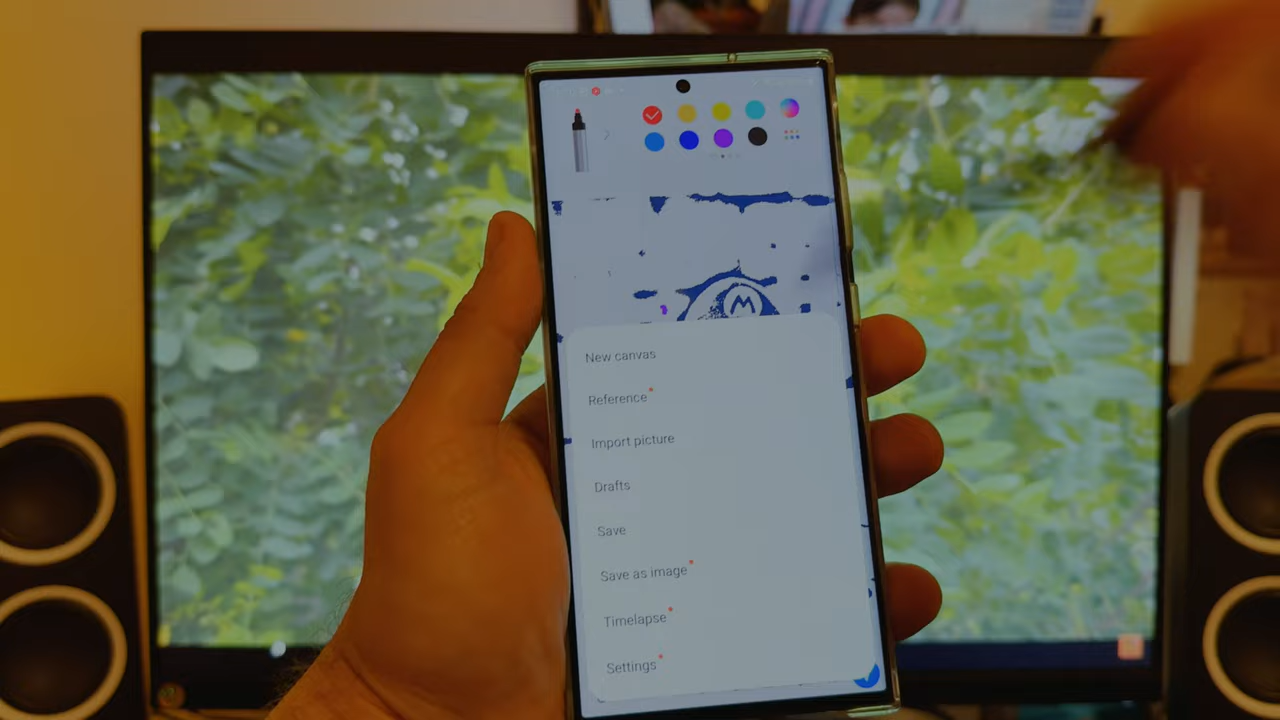 M
New canvas
Reference
Import picture
Drafts
Save
Save as image
Timelapse
Settings